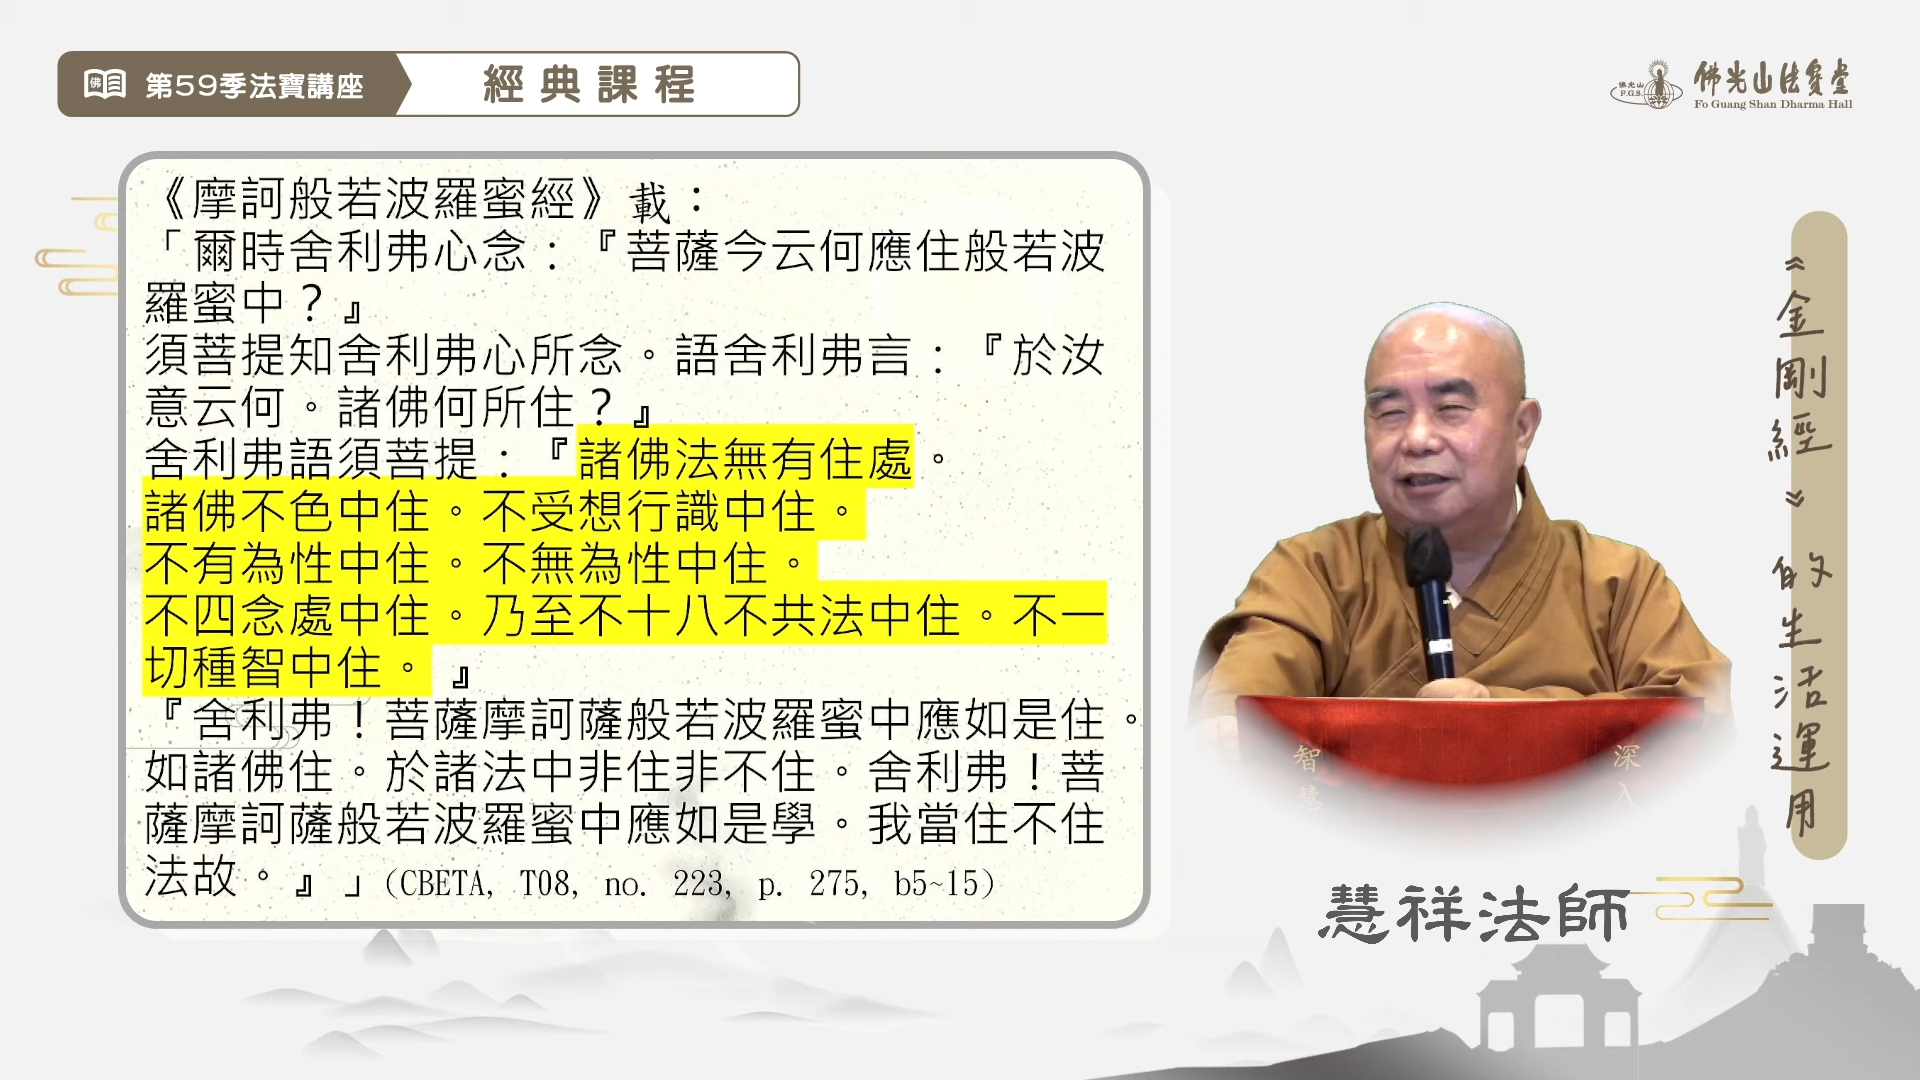 第59季法寶講座
經典課程
佛光山
F.G.S.
佛光山法寶堂
Fo Guang Shan Dharma Hall
《摩訶般若波羅蜜經》載：
「爾時舍利弗心念：『菩薩今云何應住般若波
羅蜜中？』
須菩提知舍利弗心所念。語舍利弗言：『於汝
意云何。諸佛何所住？』
舍利弗語須菩提：『諸佛法無有住處。
諸佛不色中住。不受想行識中住。
不有為性中住。不無為性中住。
不四念處中住。乃至不十八不共法中住。不一
切種智中住。』
『舍利弗！菩薩摩訶薩般若波羅蜜中應如是住。
如諸佛住。於諸法中非住非不住。舍利弗！菩
薩摩訶薩般若波羅蜜中應如是學。我當住不住
法故。』」(CBETA, T08, no. 223, p. 275, b5~15)
《金剛經》的生活運用
深入
智慧
慧祥法師